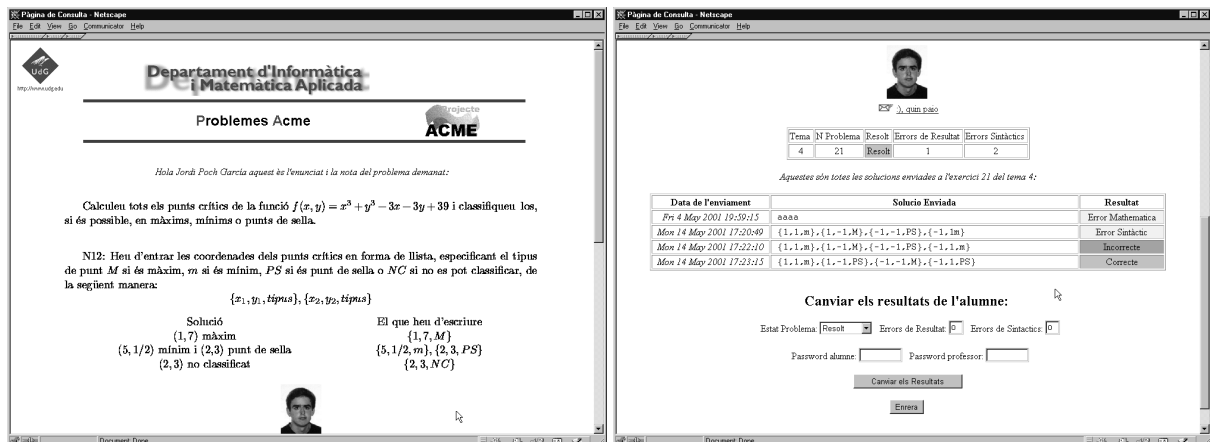 Pàgina de Consulta - Netscape
File Edit View Go Communicator Help
UdG
http://www.udg.edu
Departament d'Informàtica
i Matemàtica Aplicada
Problemes Acme
Projecte
ACME
Hola Jordi Poch Garcia aquest és l'enunciat i la nota del problema demanat:
Calculeu tots els punts crítics de la funció f(x, y) = x³ + y³ − 3x − 3y + 39 i classifiqueu los,
si és possible, en màxims, mínims o punts de sella.
N12: Heu d'entrar les coordenades dels punts crítics en forma de llista, especificant el tipus
de punt M si és màxim, m si és mínim, PS si és punt de sella o NC si no es pot classificar, de
la següent manera:
{x₁, y₁, tipus}, {x₂, y₂, tipus}
Solució El que heu d'escriure
(1, 7) màxim {1, 7, M}
(5, 1/2) mínim i (2,3) punt de sella {5, 1/2, m}, {2, 3, PS}
(2, 3) no classificat {2, 3, NC}
Document: Done
Pàgina de Consulta - Netscape
File Edit View Go Communicator Help
:), quin paio
Tema N Problema Resolt Errors de Resultat Errors Sintàctics
4 21 Resolt 1 2
Aquestes són totes les solucions enviades a l'exercici 21 del tema 4:
Data de l'enviament Solucio Enviada Resultat
Fri 4 May 2001 19:59:15 aaaa Error Mathematica
Mon 14 May 2001 17:20:49 {1,1,m},{1,-1,M},{-1,-1,PS},{-1,1m} Error Sintàctic
Mon 14 May 2001 17:22:10 {1,1,m},{1,-1,M},{-1,-1,PS},{-1,1,m} Incorrecte
Mon 14 May 2001 17:23:15 {1,1,m},{1,-1,PS},{-1,-1,M},{-1,1,PS} Correcte
Canviar els resultats de l'alumne:
Estat Problema: Resolt Errors de Resultat: 0 Errors de Sintactics: 0
Password alumne: Password professor:
Canviar els Resultats
Enrera
Document: Done